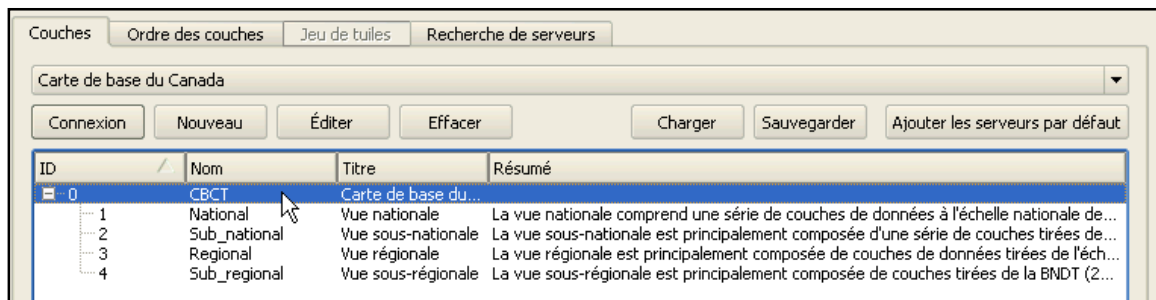 Couches Ordre des couches Jeu de tuiles Recherche de serveurs
Carte de base du Canada
Connexion Nouveau Éditer Effacer Charger Sauvegarder Ajouter les serveurs par défaut
ID Nom Titre Résumé
0 CBCT Carte de base du...
1 National Vue nationale La vue nationale comprend une série de couches de données à l'échelle nationale de...
2 Sub_national Vue sous-nationale La vue sous-nationale est principalement composée d'une série de couches tirées de...
3 Regional Vue régionale La vue régionale est principalement composée de couches de données tirées de l'éch...
4 Sub_regional Vue sous-régionale La vue sous-régionale est principalement composée de couches tirées de la BNDT (2...